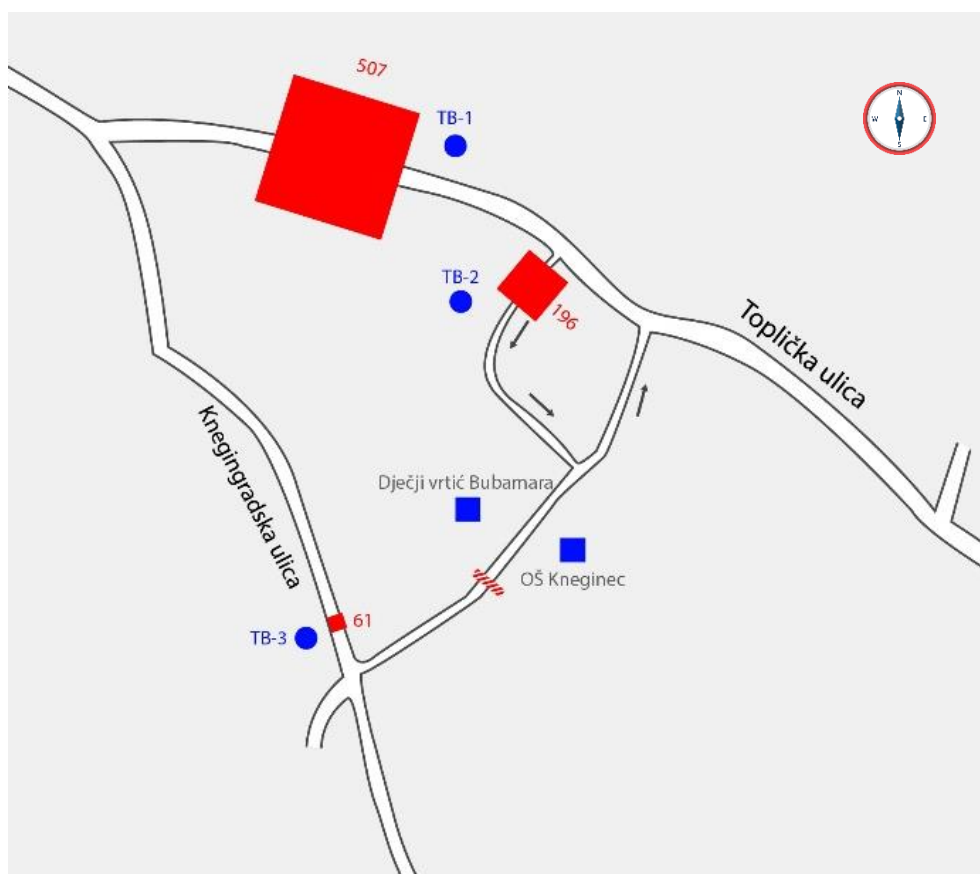 507
TB-1
N
W E
S
TB-2
196
Toplička ulica
Knegingradska ulica
Dječji vrtić Bubamara
OŠ Kneginec
61
TB-3